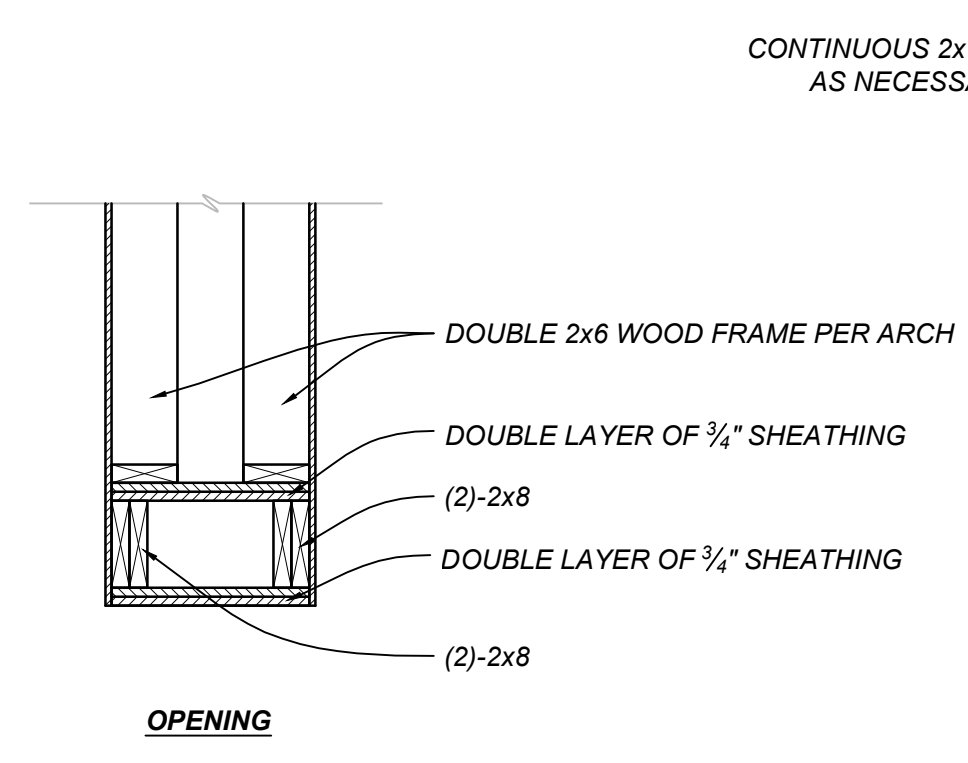 CONTINUOUS 2x
AS NECESSA
DOUBLE 2x6 WOOD FRAME PER ARCH
DOUBLE LAYER OF ¾" SHEATHING
(2)-2x8
DOUBLE LAYER OF ¾" SHEATHING
(2)-2x8
OPENING